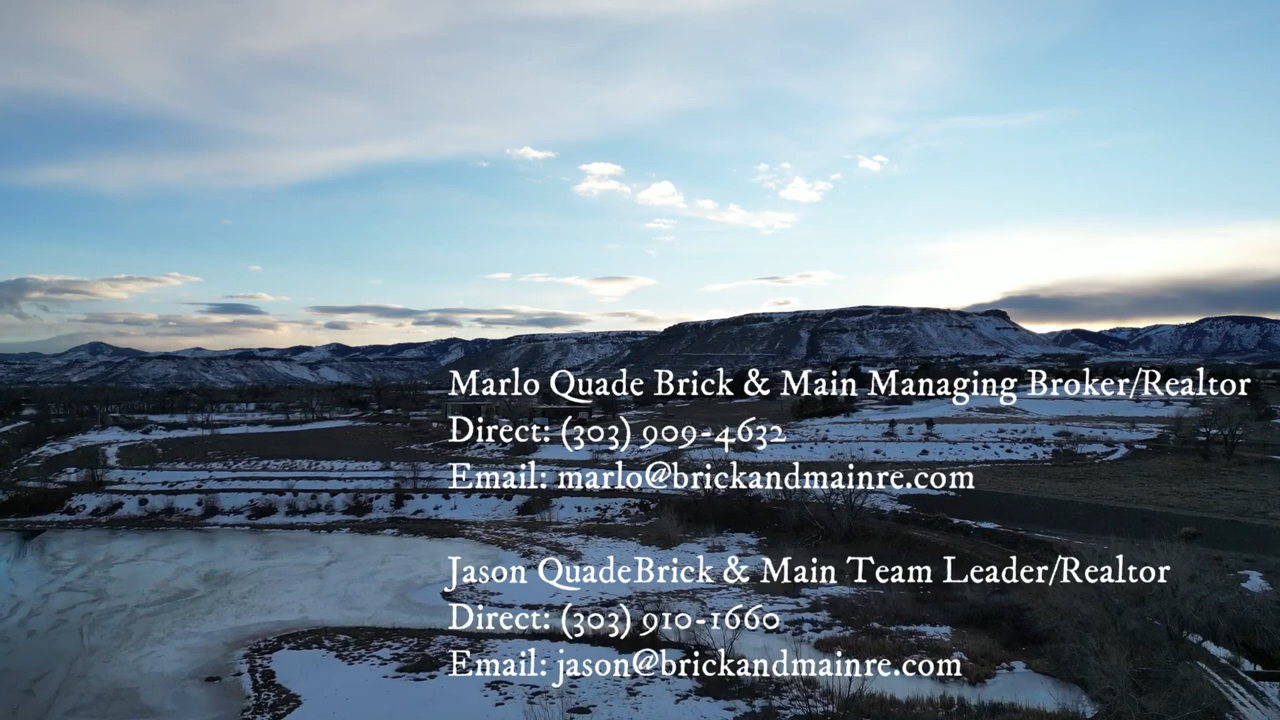 Marlo Quade Brick & Main Managing Broker/Realtor
Direct: (303) 909-4632
Email: marlo@brickandmainre.com
Jason QuadeBrick & Main Team Leader/Realtor
Direct: (303) 910-1660
Email: jason@brickandmainre.com